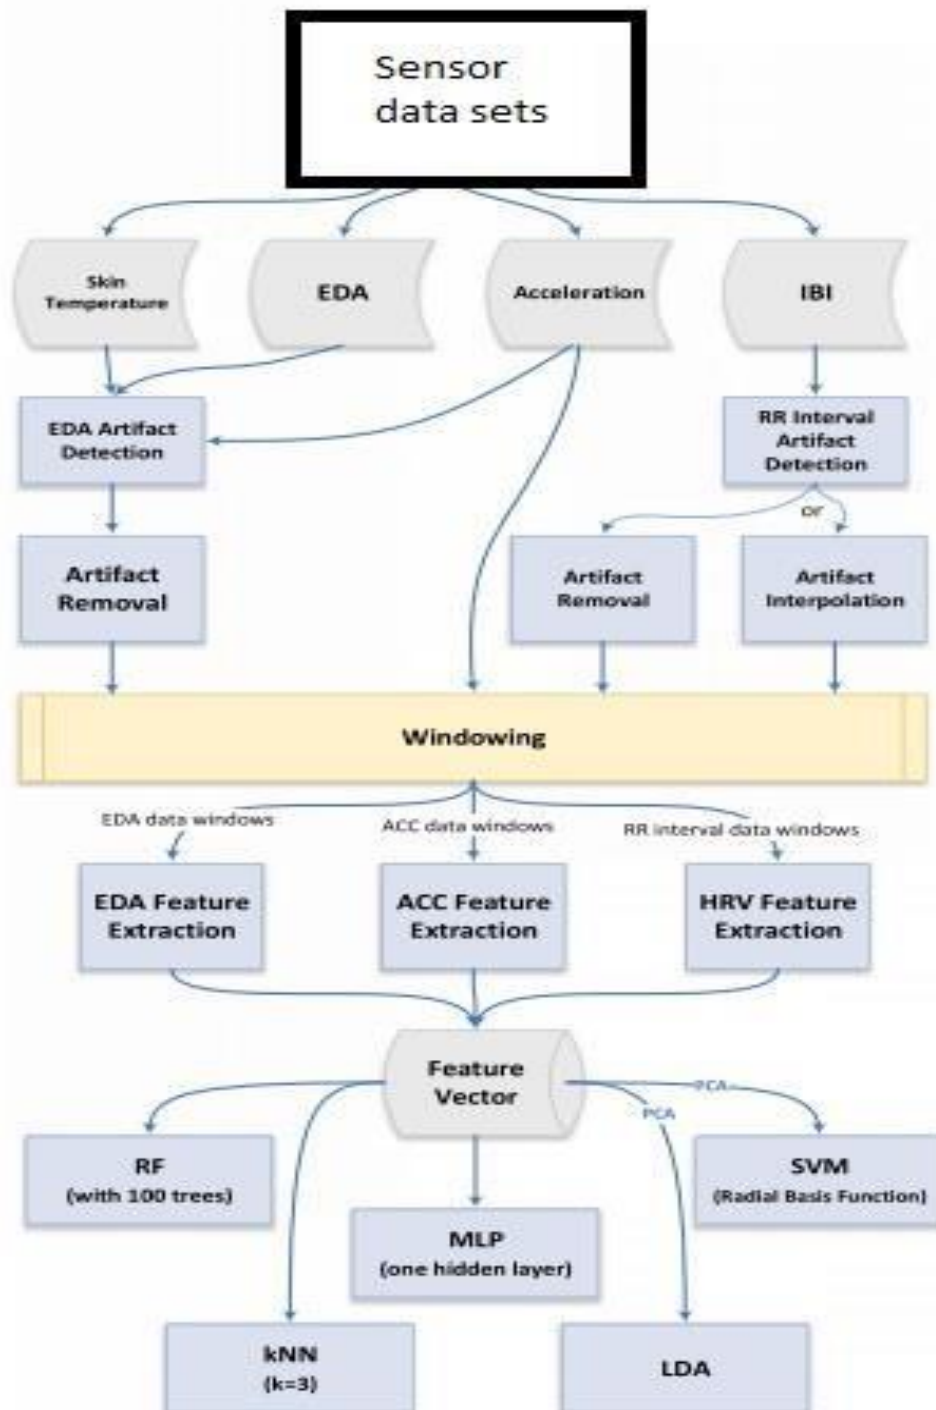 Sensor
data sets
Skin
Temperature
EDA
Acceleration
IBI
EDA Artifact
Detection
RR Interval
Artifact
Detection
or
Artifact
Removal
Artifact
Removal
Artifact
Interpolation
Windowing
EDA data windows
ACC data windows
RR interval data windows
EDA Feature
Extraction
ACC Feature
Extraction
HRV Feature
Extraction
Feature
Vector
PCA
PCA
RF
(with 100 trees)
SVM
(Radial Basis Function)
MLP
(one hidden layer)
kNN
(k=3)
LDA